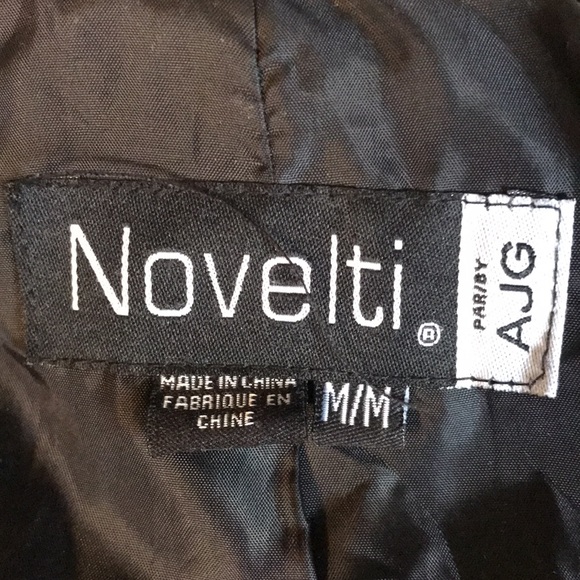 Novelti®
PAR/BY
AJG
MADE IN CHINA
FABRIQUE EN
CHINE
M/M